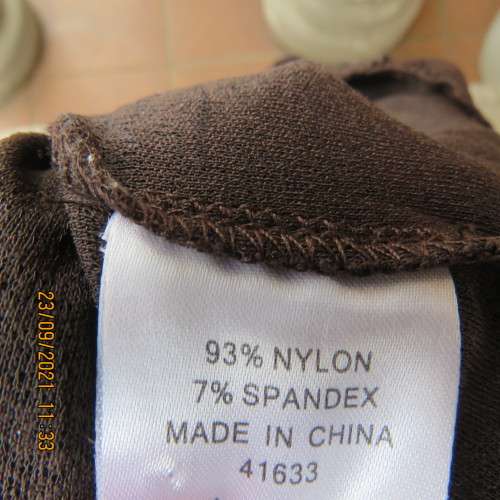 93% NYLON
7% SPANDEX
MADE IN CHINA
41633
23/09/2021 11:33